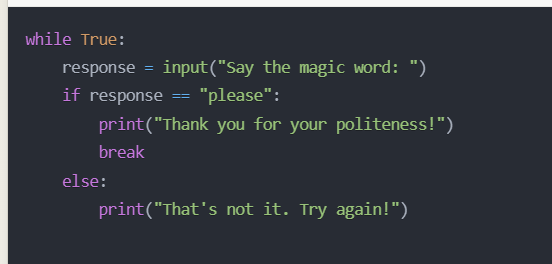 while True:
    response = input("Say the magic word: ")
    if response == "please":
        print("Thank you for your politeness!")
        break
    else:
        print("That's not it. Try again!")